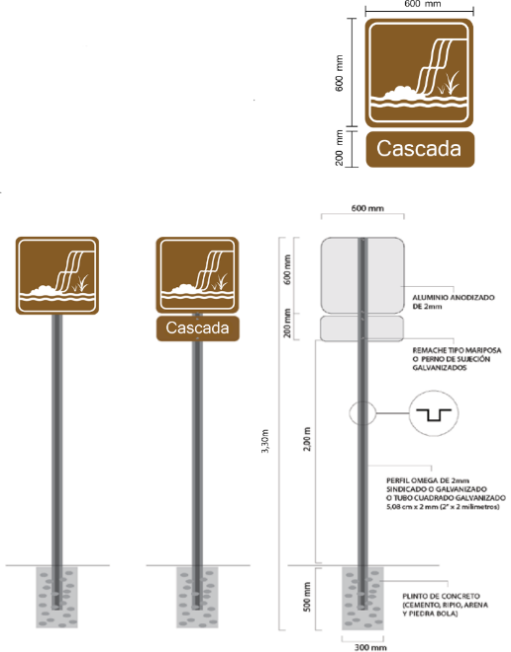 600 mm
600 mm
200 mm
Cascada
600 mm
600 mm
200 mm
Cascada
ALUMINIO ANODIZADO
DE 2mm
REMACHE TIPO MARIPOSA
O PERNO DE SUJECIÓN
GALVANIZADOS
3,30m
2,00 m
PERFIL OMEGA DE 2mm
SINDICADO O GALVANIZADO
O TUBO CUADRADO GALVANIZADO
5,08 cm x 2 mm (2" x 2 milímetros)
500 mm
PLINTO DE CONCRETO
(CEMENTO, RIPIO, ARENA
Y PIEDRA BOLA)
300 mm